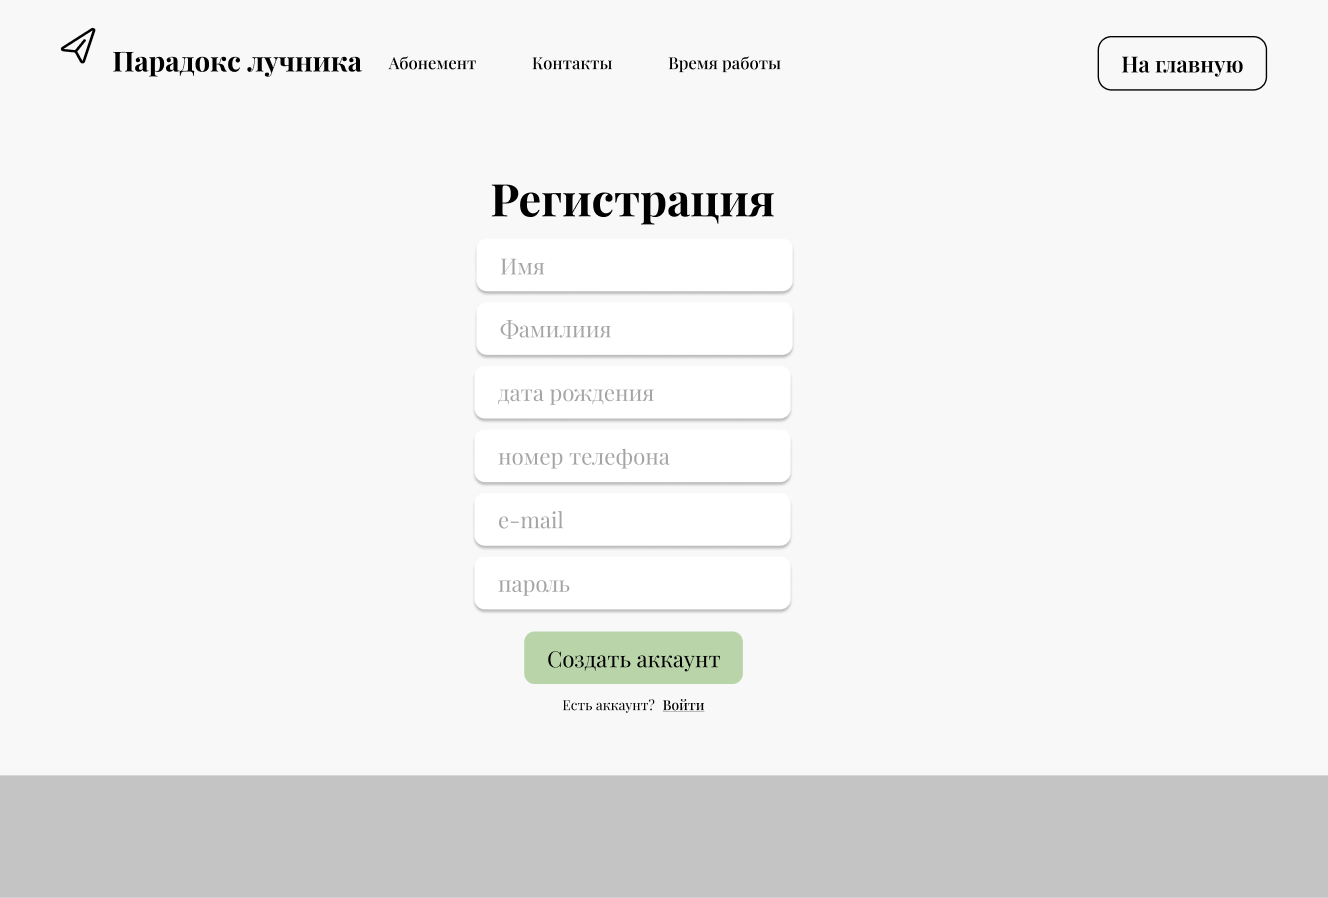 Парадокс лучника Абонемент Контакты Время работы На главную
Регистрация
Имя
Фамилиия
дата рождения
номер телефона
e-mail
пароль
Создать аккаунт
Есть аккаунт? Войти